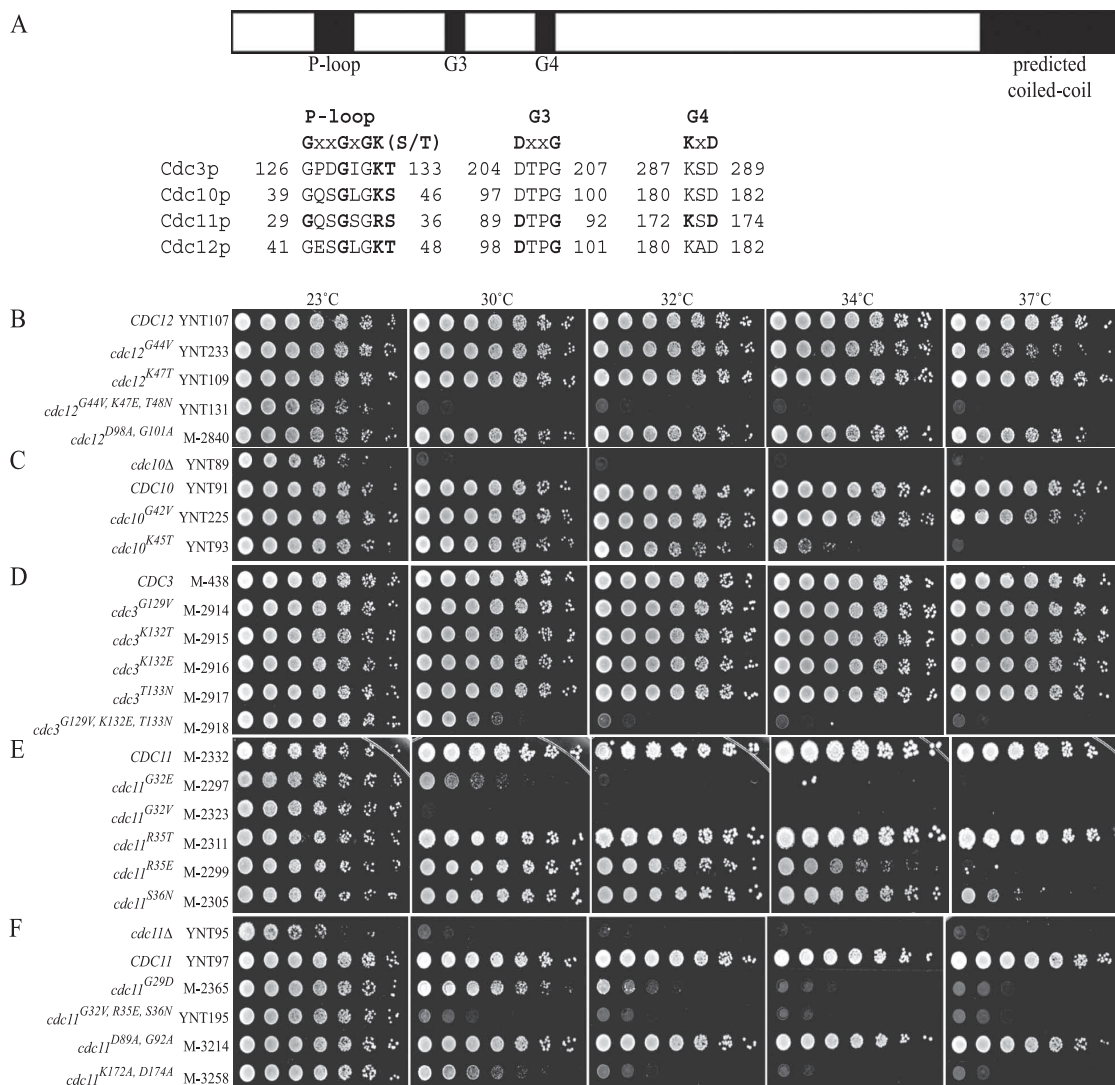 A
P-loop G3 G4 predicted
coiled-coil
P-loop G3 G4
GxxGxGK(S/T) DxxG KxD
Cdc3p 126 GPDGIGKT 133 204 DTPG 207 287 KSD 289
Cdc10p 39 GQSGLGKS 46 97 DTPG 100 180 KSD 182
Cdc11p 29 GQSGSGRS 36 89 DTPG 92 172 KSD 174
Cdc12p 41 GESGLGKT 48 98 DTPG 101 180 KAD 182
23°C 30°C 32°C 34°C 37°C
B
CDC12 YNT107
cdc12G44V YNT233
cdc12K47T YNT109
cdc12G44V, K47E, T48N YNT131
cdc12D98A, G101A M-2840
C
cdc10Δ YNT89
CDC10 YNT91
cdc10G42V YNT225
cdc10K45T YNT93
D
CDC3 M-438
cdc3G129V M-2914
cdc3K132T M-2915
cdc3K132E M-2916
cdc3T133N M-2917
cdc3G129V, K132E, T133N M-2918
E
CDC11 M-2332
cdc11G32E M-2297
cdc11G32V M-2323
cdc11R35T M-2311
cdc11R35E M-2299
cdc11S36N M-2305
F
cdc11Δ YNT95
CDC11 YNT97
cdc11G29D M-2365
cdc11G32V, R35E, S36N YNT195
cdc11D89A, G92A M-3214
cdc11K172A, D174A M-3258